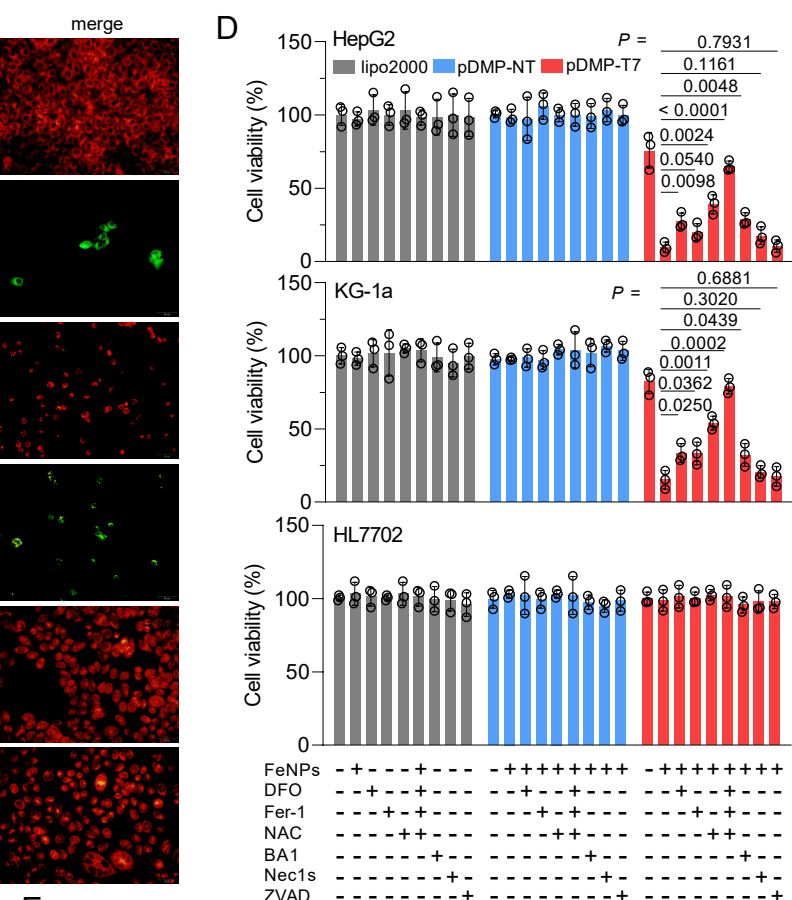 merge
D
HepG2
P =
0.7931
0.1161
0.0048
< 0.0001
0.0024
0.0540
0.0098
lipo2000 pDMP-NT pDMP-T7
Cell viability (%)
150
100
50
0
KG-1a
P =
0.6881
0.3020
0.0439
0.0002
0.0011
0.0362
0.0250
Cell viability (%)
150
100
50
0
HL7702
Cell viability (%)
150
100
50
0
FeNPs - + - - - + - - - - + + + + + + + + - + + + + + + + +
DFO - - + - - + - - - - - + - - + - - - - - + - - + - - -
Fer-1 - - - + - + - - - - - - + - + - - - - - - + - + - - -
NAC - - - - + + - - - - - - - + + - - - - - - - + + - - -
BA1 - - - - - - + - - - - - - - - + - - - - - - - - + - -
Nec1s - - - - - - - + - - - - - - - - + - - - - - - - - + -
ZVAD - - - - - - - - + - - - - - - - - + - - - - - - - - +